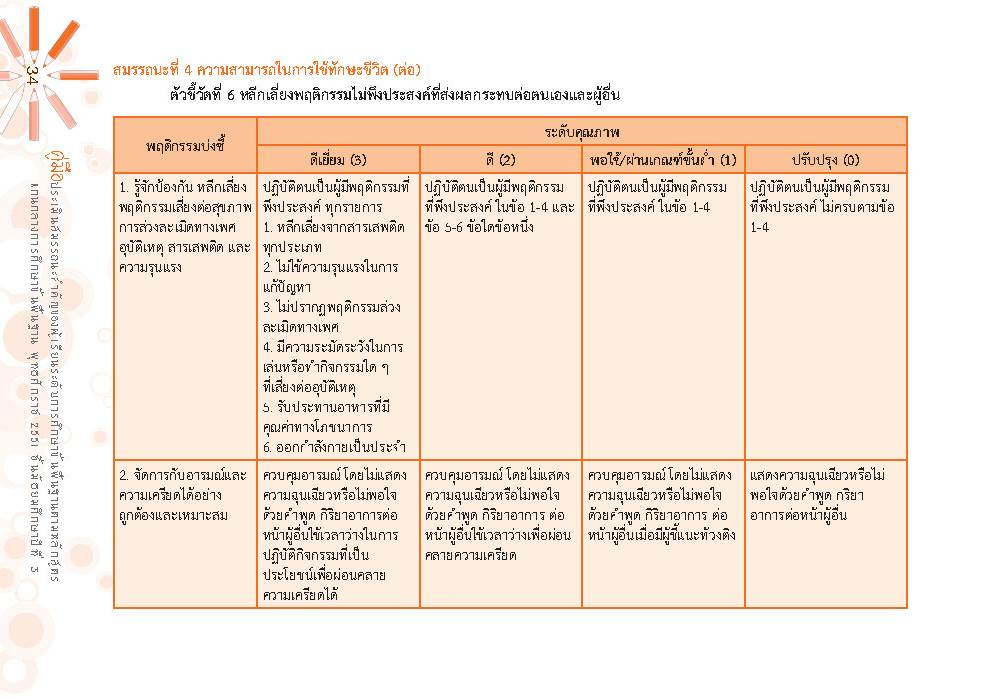 34
คู่มือประเมินสมรรถนะสำคัญของผู้เรียนระดับการศึกษาขั้นพื้นฐานตามหลักสูตร
แกนกลางการศึกษาขั้นพื้นฐาน พุทธศักราช 2551 ชั้นมัธยมศึกษาปีที่ 3
สมรรถนะที่ 4 ความสามารถในการใช้ทักษะชีวิต (ต่อ)
ตัวชี้วัดที่ 6 หลีกเลี่ยงพฤติกรรมไม่พึงประสงค์ที่ส่งผลกระทบต่อตนเองและผู้อื่น
พฤติกรรมบ่งชี้
ระดับคุณภาพ
ดีเยี่ยม (3)
ดี (2)
พอใช้/ผ่านเกณฑ์ขั้นต่ำ (1)
ปรับปรุง (0)
1. รู้จักป้องกัน หลีกเลี่ยง
พฤติกรรมเสี่ยงต่อสุขภาพ
การล่วงละเมิดทางเพศ
อุบัติเหตุ สารเสพติด และ
ความรุนแรง
ปฏิบัติตนเป็นผู้มีพฤติกรรมที่
พึงประสงค์ ทุกรายการ
1. หลีกเลี่ยงจากสารเสพติด
ทุกประเภท
2. ไม่ใช้ความรุนแรงในการ
แก้ปัญหา
3. ไม่ปรากฏพฤติกรรมล่วง
ละเมิดทางเพศ
4. มีความระมัดระวังในการ
เล่นหรือทำกิจกรรมใด ๆ
ที่เสี่ยงต่ออุบัติเหตุ
5. รับประทานอาหารที่มี
คุณค่าทางโภชนาการ
6. ออกกำลังกายเป็นประจำ
ปฏิบัติตนเป็นผู้มีพฤติกรรม
ที่พึงประสงค์ ในข้อ 1-4 และ
ข้อ 5-6 ข้อใดข้อหนึ่ง
ปฏิบัติตนเป็นผู้มีพฤติกรรม
ที่พึงประสงค์ ในข้อ 1-4
ปฏิบัติตนเป็นผู้มีพฤติกรรม
ที่พึงประสงค์ ไม่ครบตามข้อ
1-4
2. จัดการกับอารมณ์และ
ความเครียดได้อย่าง
ถูกต้องและเหมาะสม
ควบคุมอารมณ์ โดยไม่แสดง
ความฉุนเฉียวหรือไม่พอใจ
ด้วยคำพูด กิริยาอาการต่อ
หน้าผู้อื่นใช้เวลาว่างในการ
ปฏิบัติกิจกรรมที่เป็น
ประโยชน์เพื่อผ่อนคลาย
ความเครียดได้
ควบคุมอารมณ์ โดยไม่แสดง
ความฉุนเฉียวหรือไม่พอใจ
ด้วยคำพูด กิริยาอาการ ต่อ
หน้าผู้อื่นใช้เวลาว่างเพื่อผ่อน
คลายความเครียด
ควบคุมอารมณ์ โดยไม่แสดง
ความฉุนเฉียวหรือไม่พอใจ
ด้วยคำพูด กิริยาอาการ ต่อ
หน้าผู้อื่นเมื่อมีผู้ชี้แนะท้วงติง
แสดงความฉุนเฉียวหรือไม่
พอใจด้วยคำพูด กริยา
อาการต่อหน้าผู้อื่น